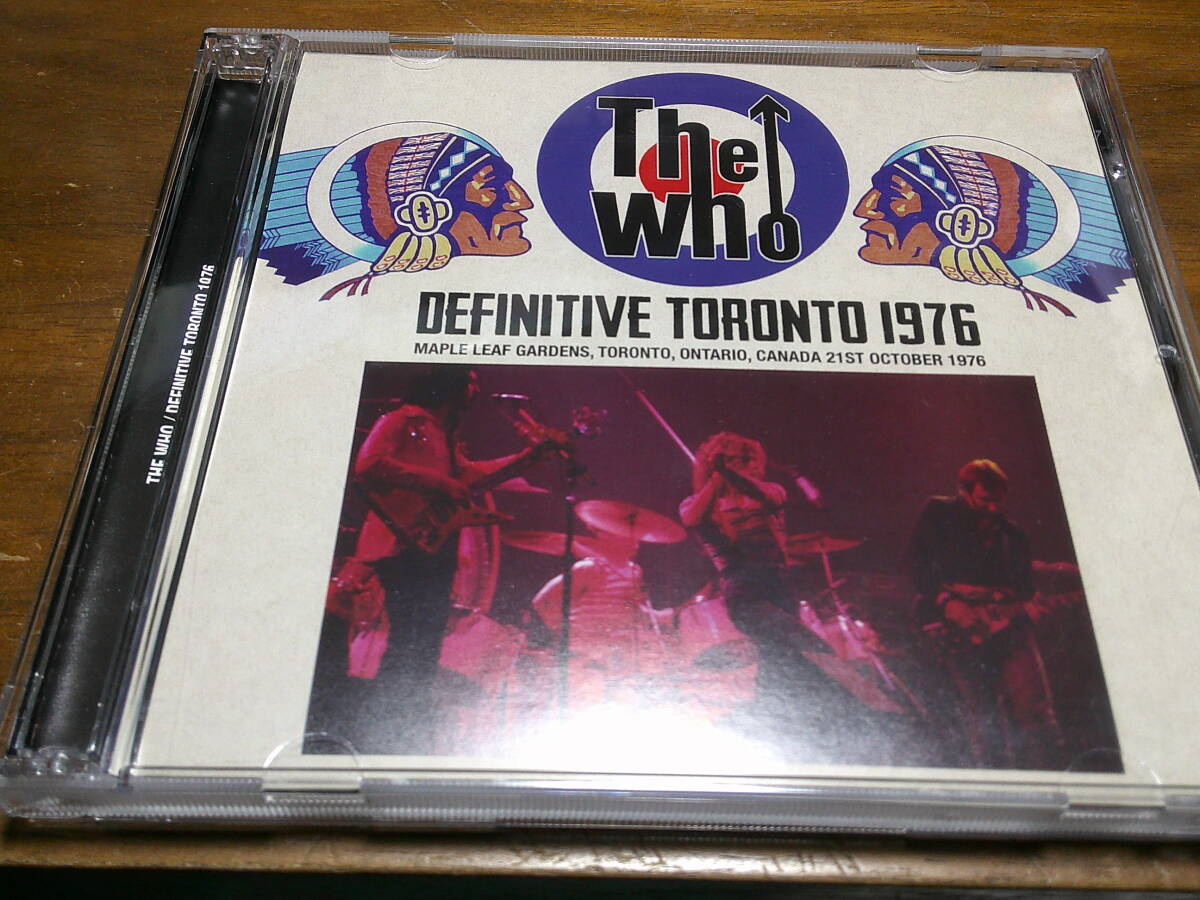 The
who
DEFINITIVE TORONTO 1976
MAPLE LEAF GARDENS, TORONTO, ONTARIO, CANADA 21ST OCTOBER 1976
THE WHO / DEFINITIVE TORONTO 1976